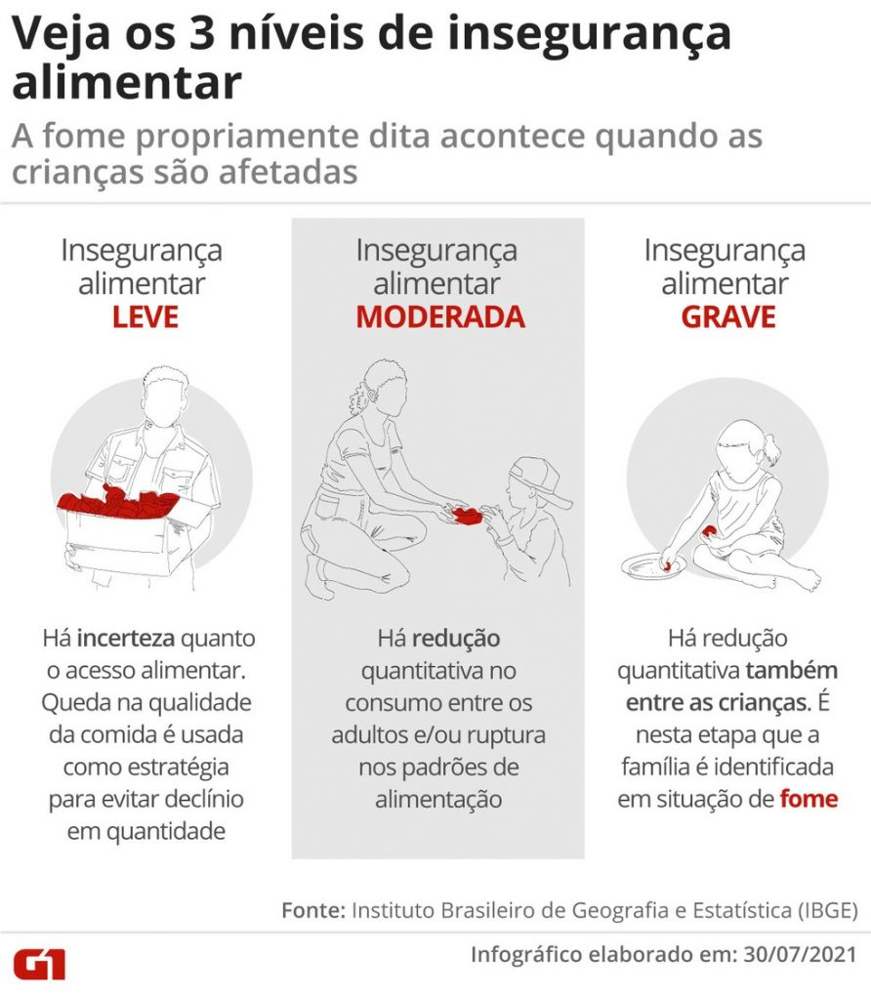 Veja os 3 níveis de insegurança
alimentar
A fome propriamente dita acontece quando as
crianças são afetadas
Insegurança
alimentar
LEVE
Há incerteza quanto
o acesso alimentar.
Queda na qualidade
da comida é usada
como estratégia
para evitar declínio
em quantidade
Insegurança
alimentar
MODERADA
Há redução
quantitativa no
consumo entre os
adultos e/ou ruptura
nos padrões de
alimentação
Insegurança
alimentar
GRAVE
Há redução
quantitativa também
entre as crianças. É
nesta etapa que a
família é identificada
em situação de fome
Fonte: Instituto Brasileiro de Geografia e Estatística (IBGE)
G1
Infográfico elaborado em: 30/07/2021